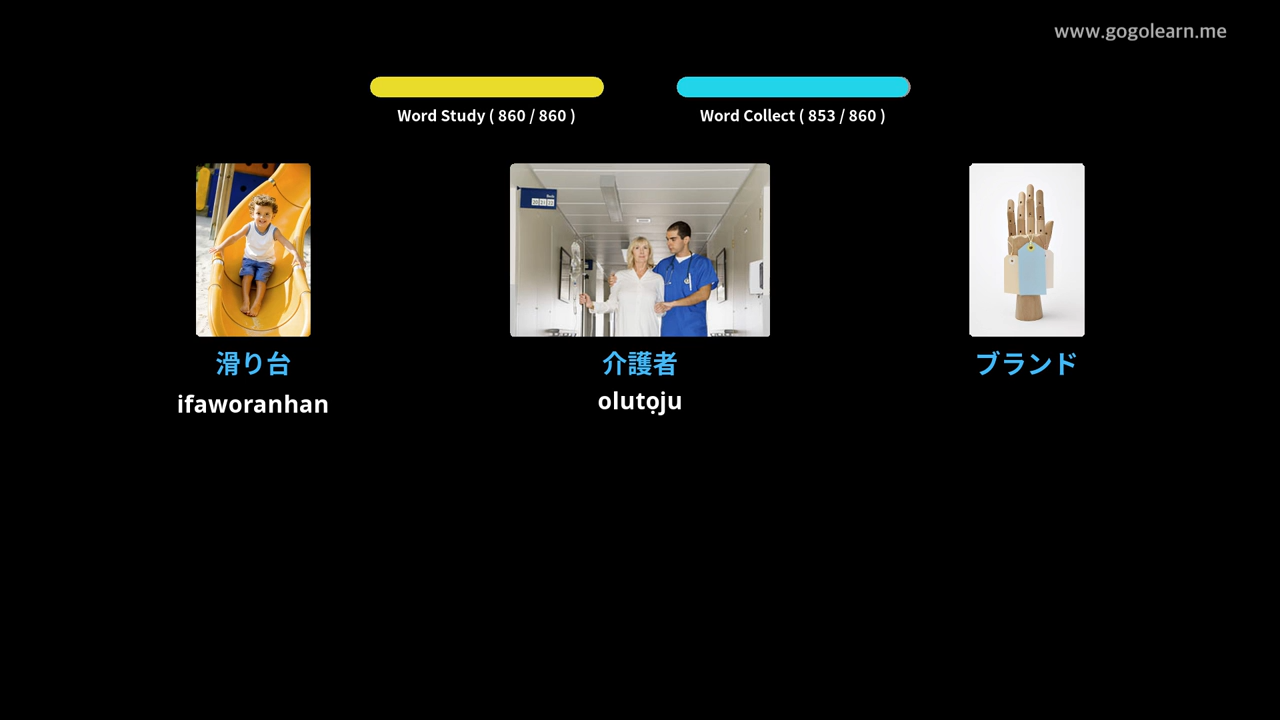 www.gogolearn.me
Word Study ( 860 / 860 )
Word Collect ( 853 / 860 )
滑り台
介護者
ブランド
ifaworanhan
olutọju